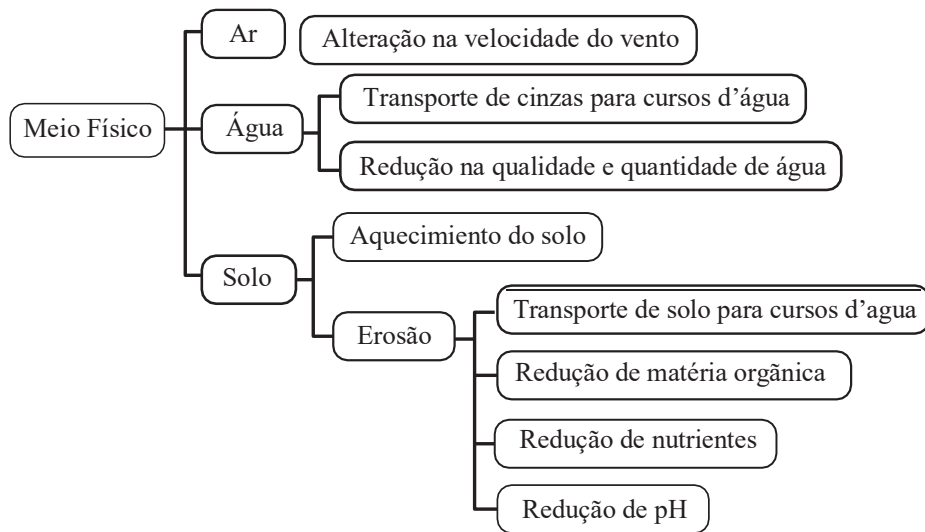 Ar
Alteração na velocidade do vento
Transporte de cinzas para cursos d’água
Meio Físico
Água
Redução na qualidade e quantidade de água
Aquecimiento do solo
Solo
Transporte de solo para cursos d’agua
Erosão
Redução de matéria orgãnica
Redução de nutrientes
Redução de pH